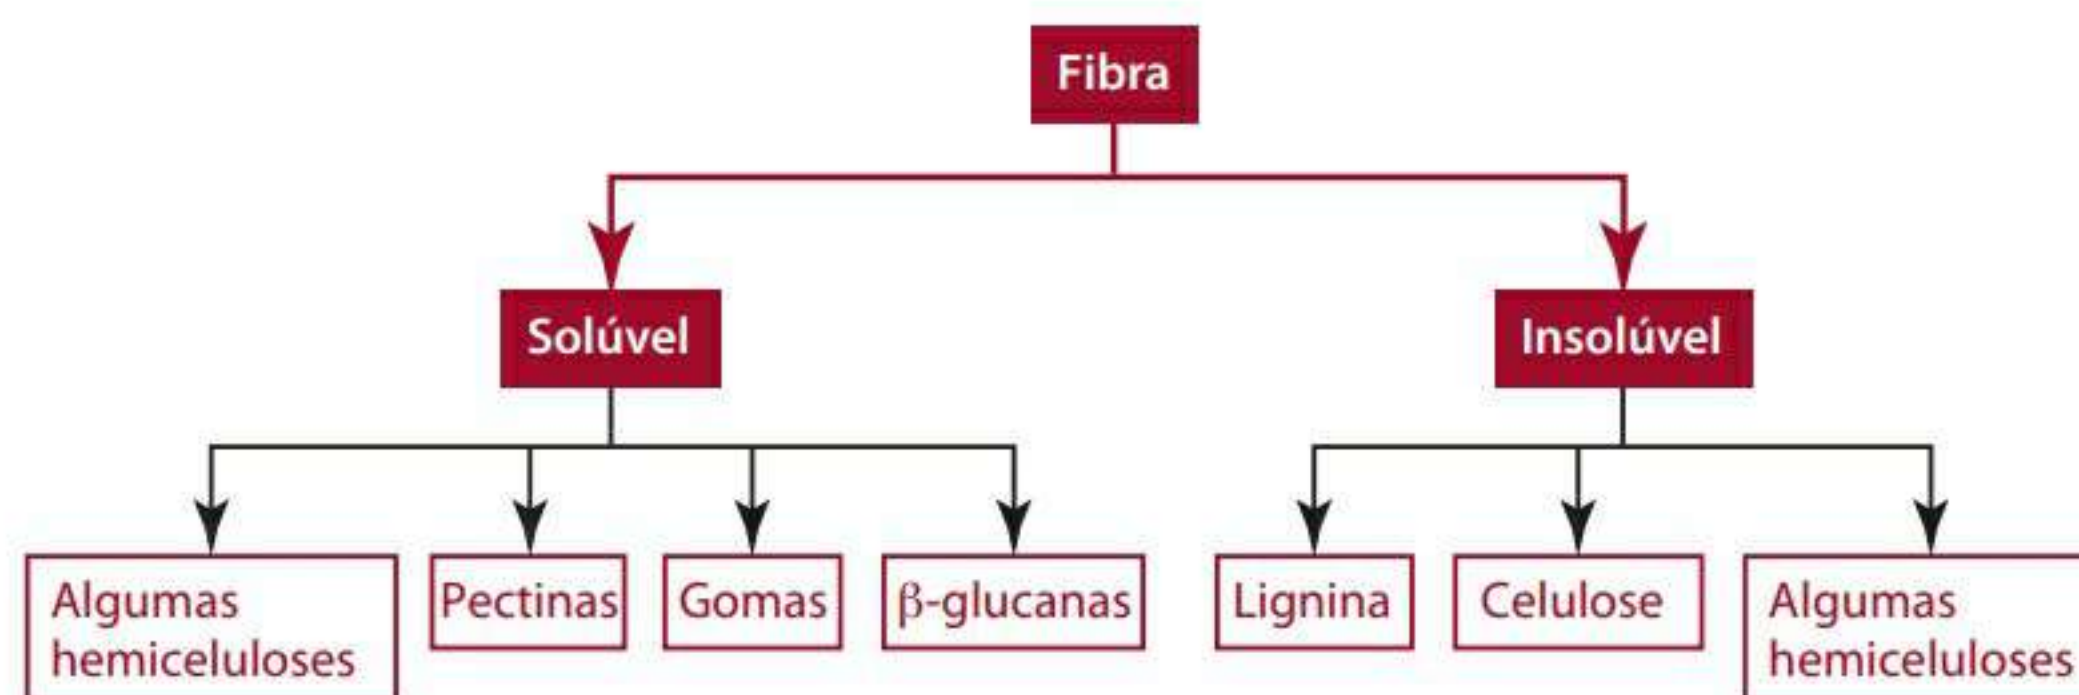 Fibra
Solúvel
Insolúvel
Algumas
hemiceluloses
Pectinas
Gomas
β-glucanas
Lignina
Celulose
Algumas
hemiceluloses